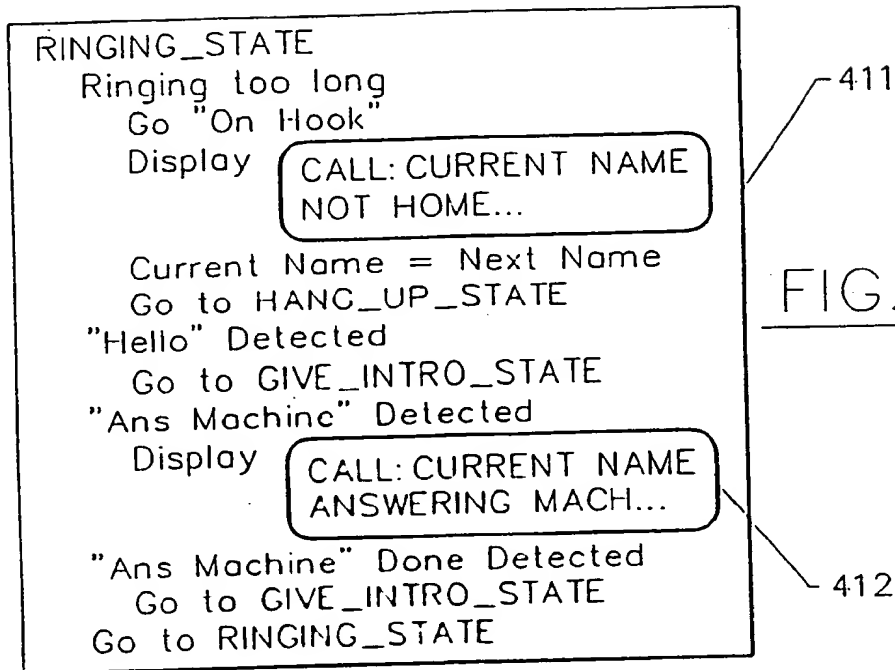 RINGING_STATE
Ringing too long
Go "On Hook"
Display
CALL: CURRENT NAME
NOT HOME...
411
Current Name = Next Name
Go to HANG_UP_STATE
FIG.
"Hello" Detected
Go to GIVE_INTRO_STATE
"Ans Machine" Detected
Display
CALL: CURRENT NAME
ANSWERING MACH...
"Ans Machine" Done Detected
Go to GIVE_INTRO_STATE
412
Go to RINGING_STATE